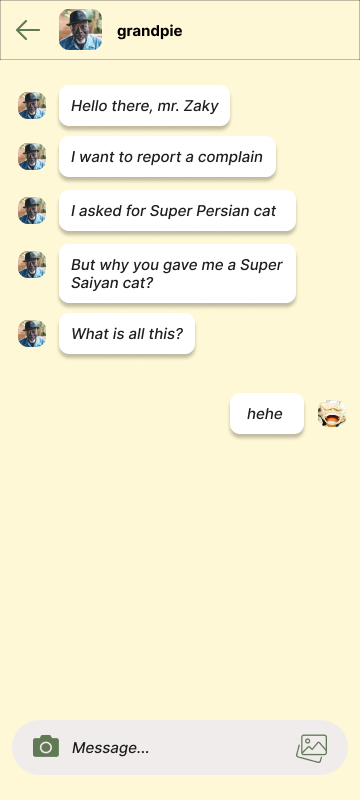 grandpie
Hello there, mr. Zaky
I want to report a complain
I asked for Super Persian cat
But why you gave me a Super
Saiyan cat?
What is all this?
hehe
Message...